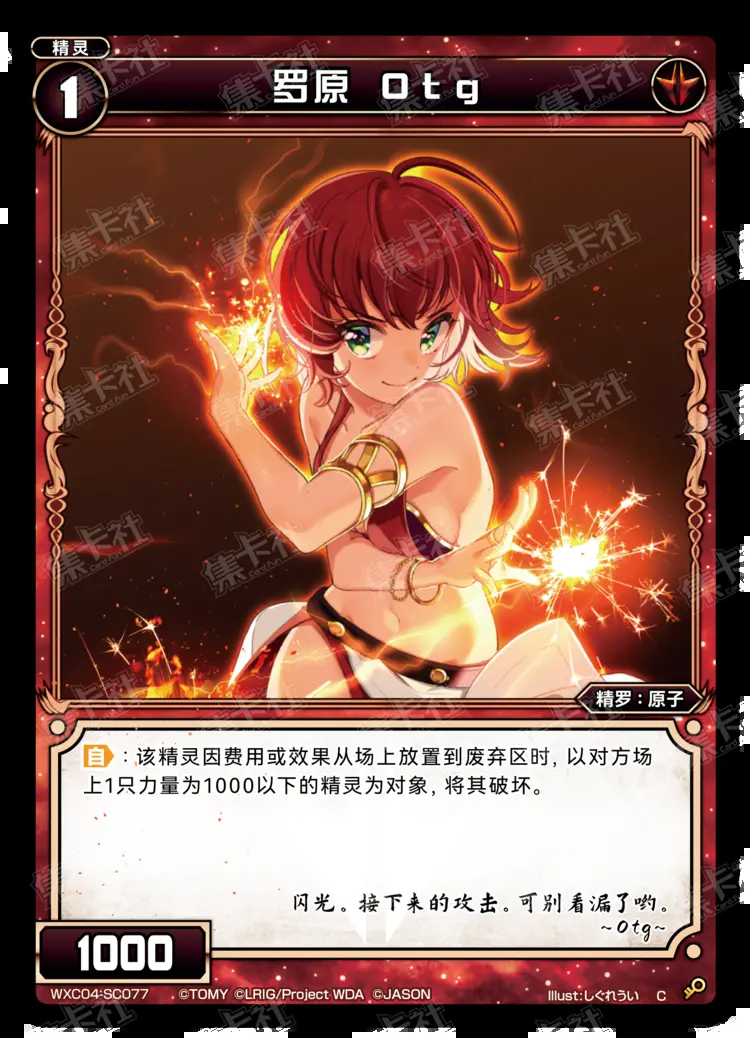 精灵
1
罗原 Otg
精罗：原子
自：该精灵因费用或效果从场上放置到废弃区时，以对方场
上1只力量为1000以下的精灵为对象，将其破坏。
闪光。接下来的攻击。可别看漏了哟。
~Otg~
1000
WXC04-SC077 ©TOMY ©LRIG/Project WDA ©JASON Illust:しぐれうい C
集卡社